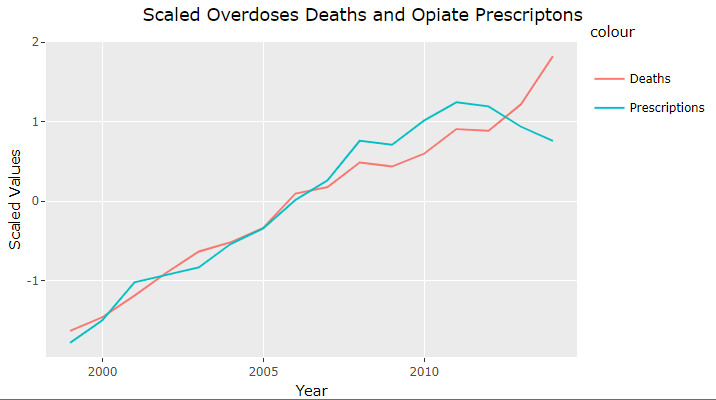 Scaled Overdoses Deaths and Opiate Prescriptons
colour
Deaths
Prescriptions
Scaled Values
2
1
0
-1
2000
2005
2010
Year